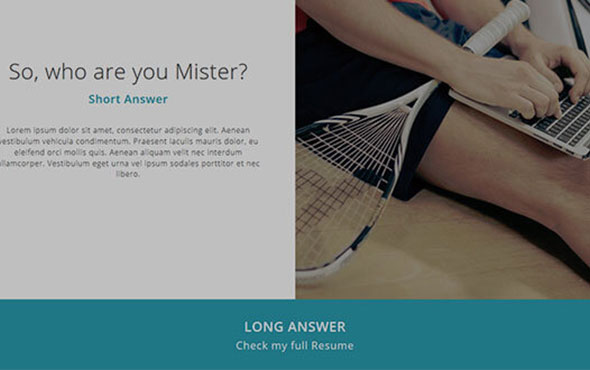 So, who are you Mister?
Short Answer
Lorem ipsum dolor sit amet, consectetur adipiscing elit. Aenean
vestibulum vehicula condimentum. Praesent iaculis mauris dolor, eu
eleifend orci mollis quis. Aenean aliquam velit nec interdum
ullamcorper. Vestibulum eget urna vel ipsum sodales porttitor et nec
libero.
LONG ANSWER
Check my full Resume